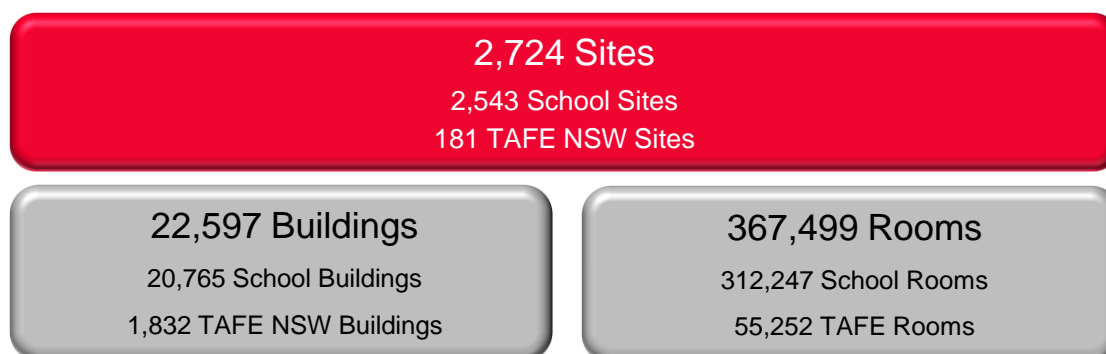 2,724 Sites
2,543 School Sites
181 TAFE NSW Sites
22,597 Buildings
20,765 School Buildings
1,832 TAFE NSW Buildings
367,499 Rooms
312,247 School Rooms
55,252 TAFE Rooms